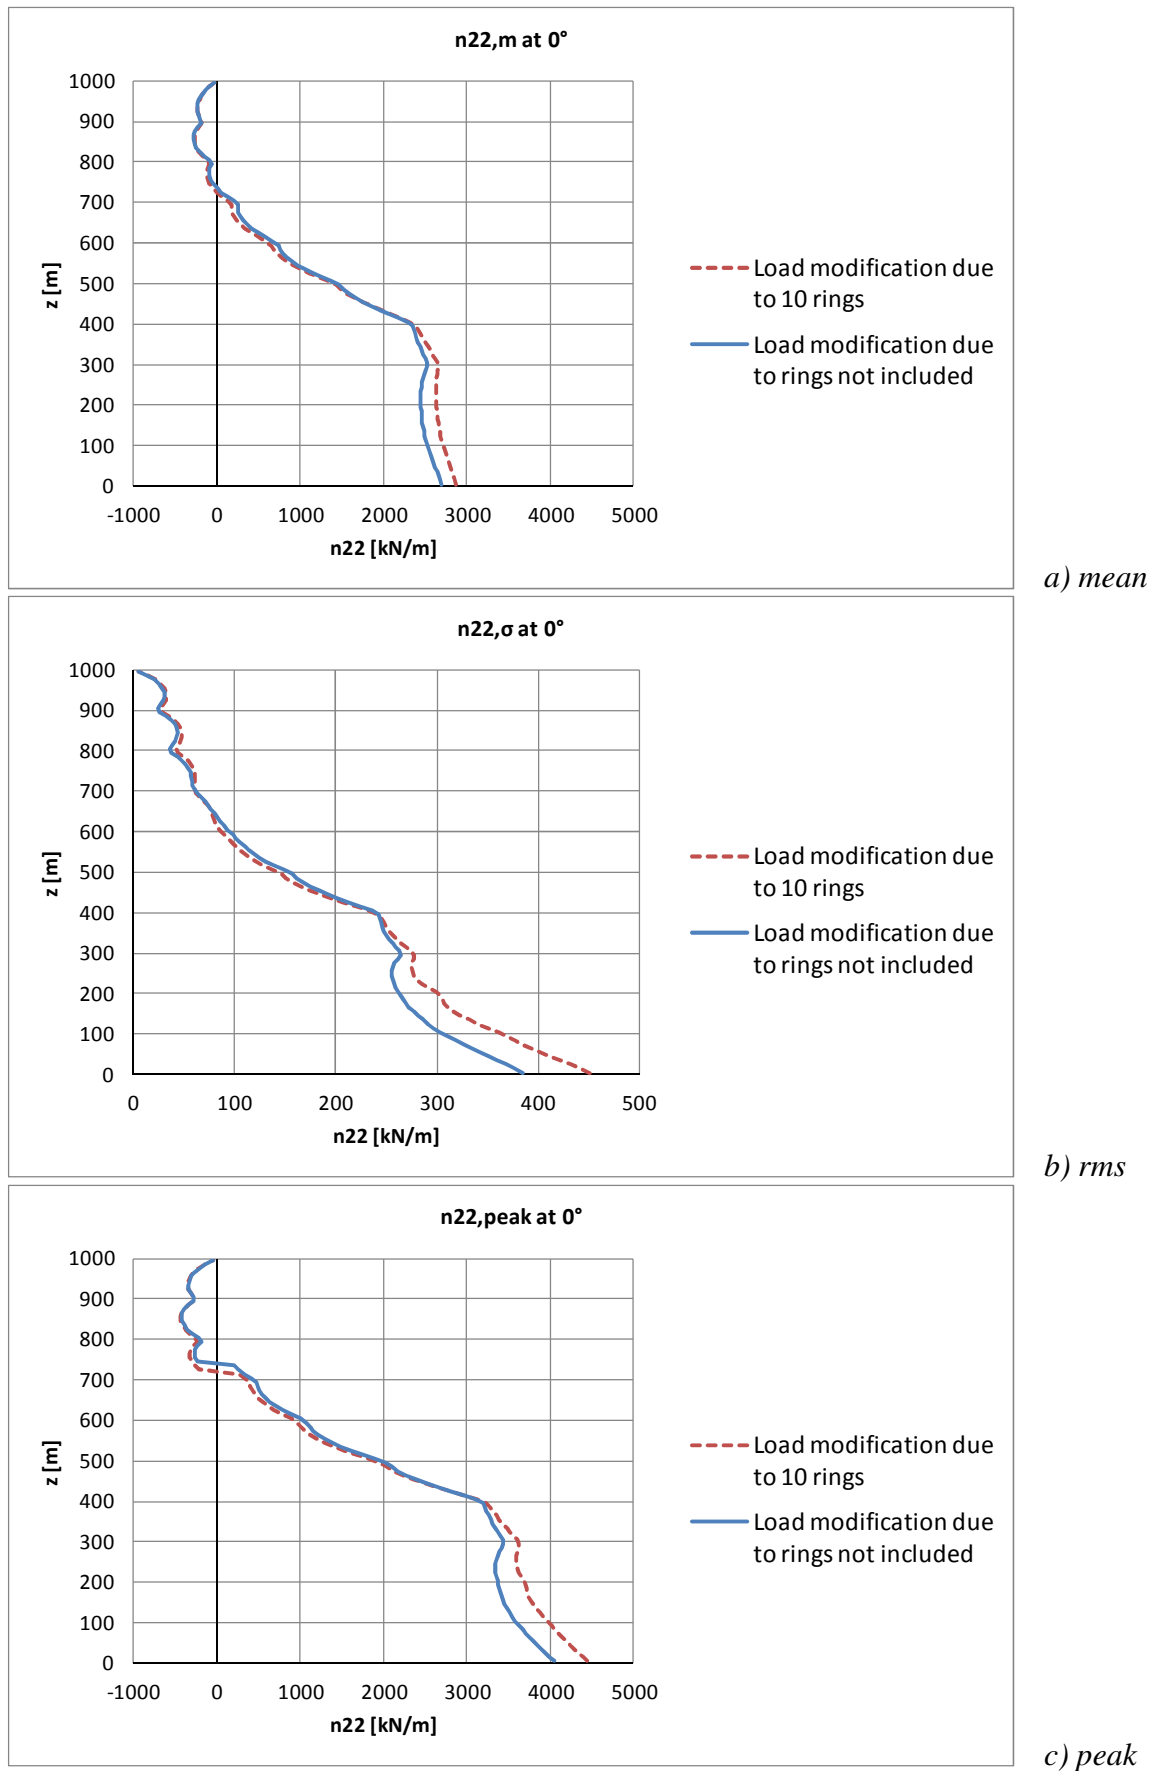 n22,m at 0°
1000
900
800
700
600
500
400
300
200
100
0
z [m]
-1000 0 1000 2000 3000 4000 5000
n22 [kN/m]
Load modification due
to 10 rings
Load modification due
to rings not included
a) mean
n22,σ at 0°
1000
900
800
700
600
500
400
300
200
100
0
z [m]
0 100 200 300 400 500
n22 [kN/m]
Load modification due
to 10 rings
Load modification due
to rings not included
b) rms
n22,peak at 0°
1000
900
800
700
600
500
400
300
200
100
0
z [m]
-1000 0 1000 2000 3000 4000 5000
n22 [kN/m]
Load modification due
to 10 rings
Load modification due
to rings not included
c) peak